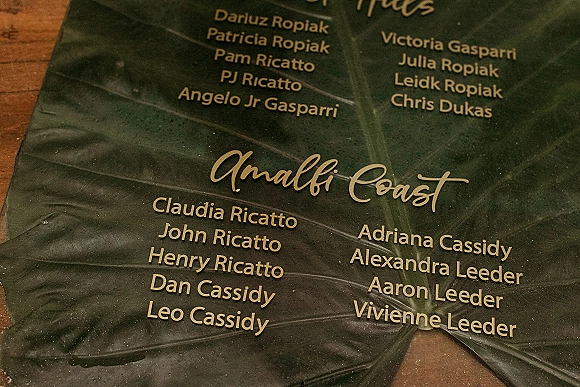 Hills
Dariuz Ropiak
Patricia Ropiak
Pam Ricatto
PJ Ricatto
Angelo Jr Gasparri
Victoria Gasparri
Julia Ropiak
Leidk Ropiak
Chris Dukas
Amalfi Coast
Claudia Ricatto
John Ricatto
Henry Ricatto
Dan Cassidy
Leo Cassidy
Adriana Cassidy
Alexandra Leeder
Aaron Leeder
Vivienne Leeder